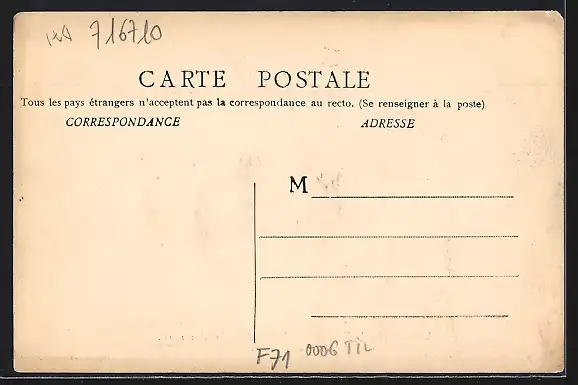 716710
CARTE POSTALE
Tous les pays étrangers n'acceptent pas la correspondance au recto. (Se renseigner à la poste)
CORRESPONDANCE
ADRESSE
M
F71 0006 TIL